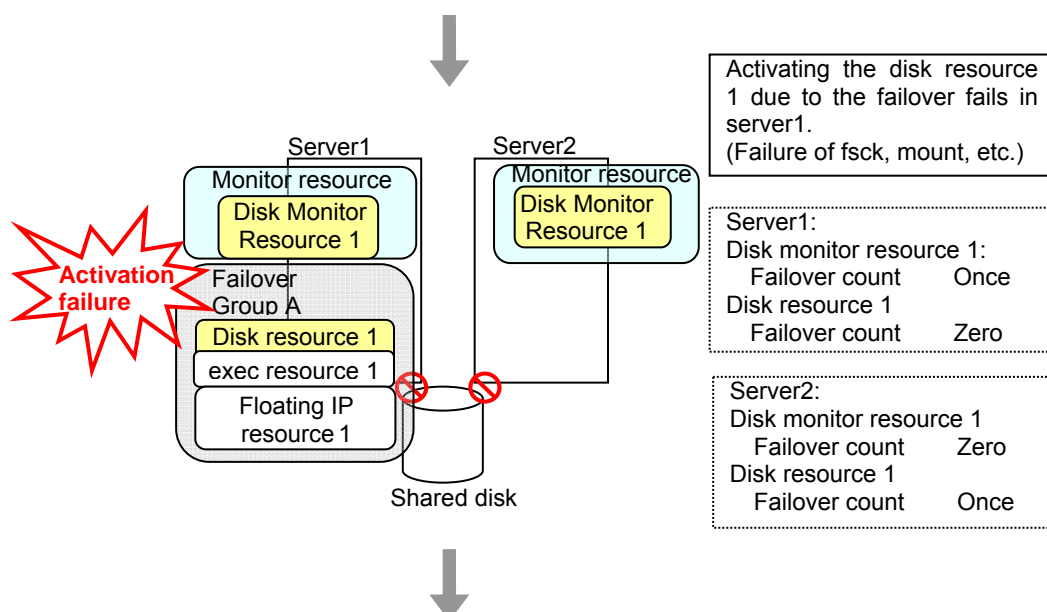 Activating the disk resource
1 due to the failover fails in
server1.
(Failure of fsck, mount, etc.)
Server1
Server2
Monitor resource
Disk Monitor
Resource 1
Monitor resource
Disk Monitor
Resource 1
Activation
failure
Failover
Group A
Disk resource 1
exec resource 1
Floating IP
resource 1
Shared disk
Server1:
Disk monitor resource 1:
Failover count Once
Disk resource 1
Failover count Zero
Server2:
Disk monitor resource 1
Failover count Zero
Disk resource 1
Failover count Once